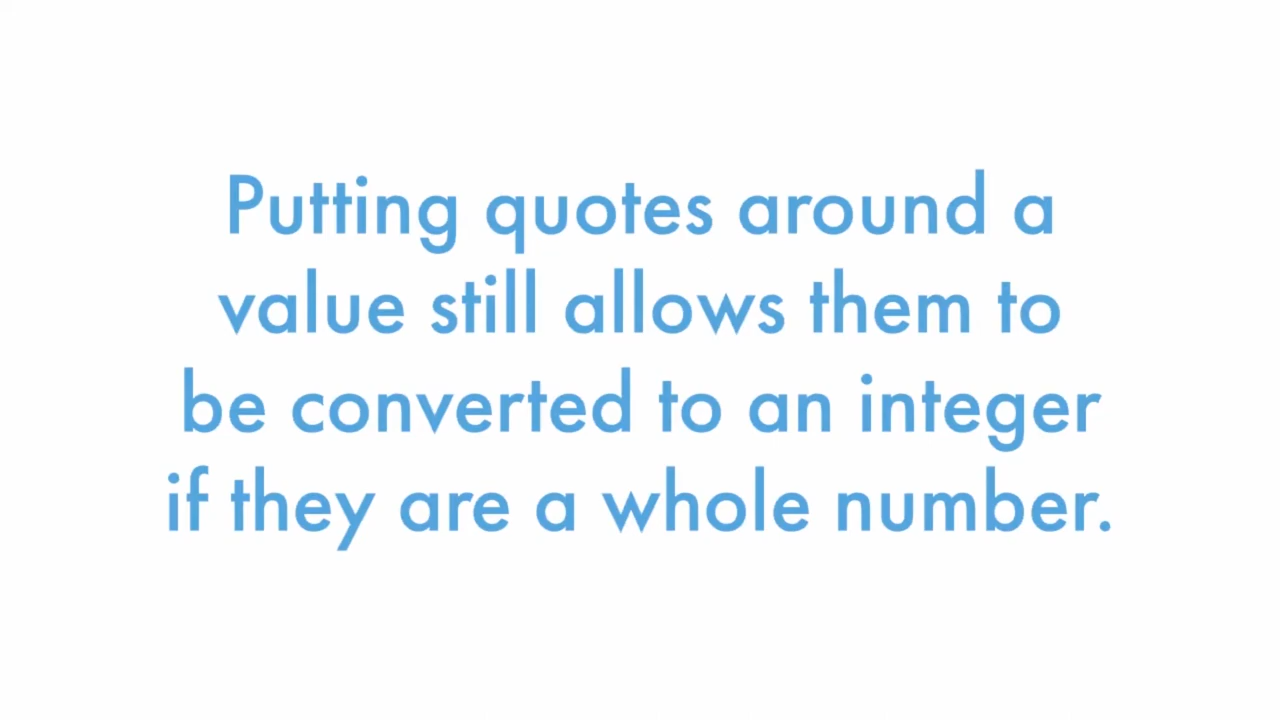 Putting quotes around a
value still allows them to
be converted to an integer
if they are a whole number.